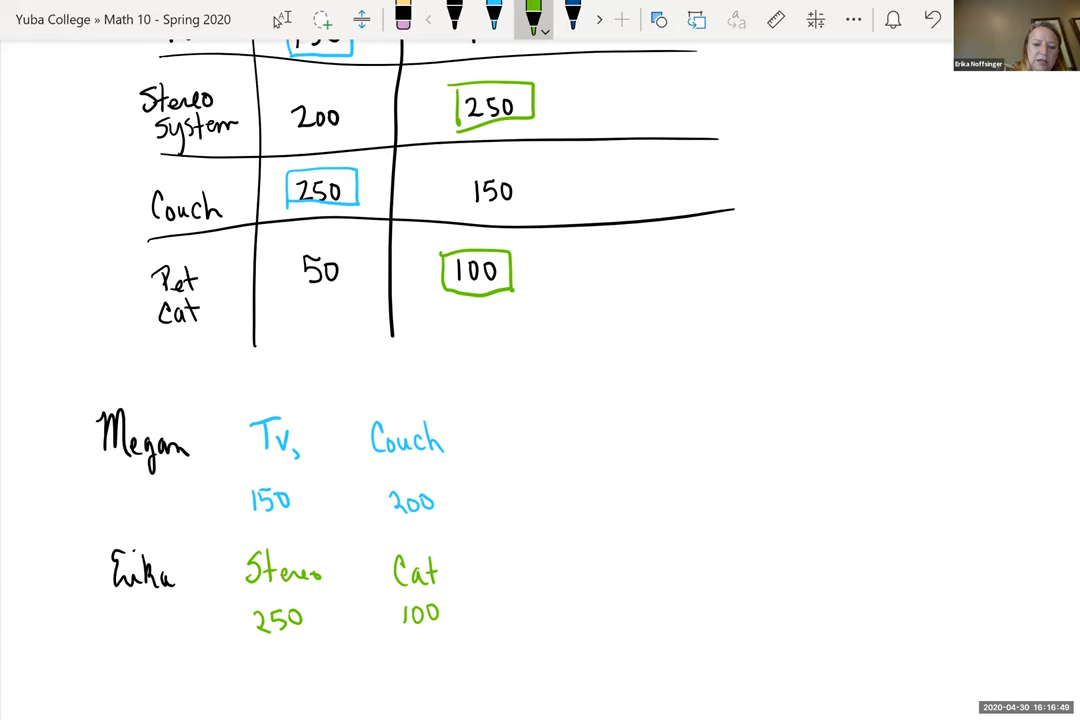 Yuba College » Math 10 - Spring 2020
Erika Noffsinger
150
Stereo System 200 250
Couch 250 150
Pet Cat 50 100
Megan Tv, Couch
150 200
Erika Stereo Cat
250 100
2020-04-30 16:16:49